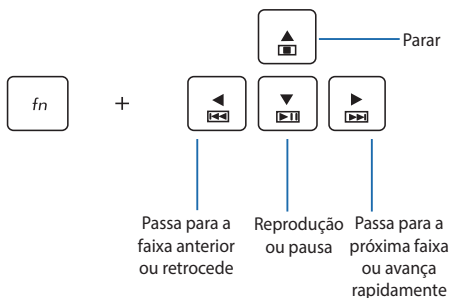 Parar
fn
+
Passa para a
faixa anterior
ou retrocede
Reprodução
ou pausa
Passa para a
próxima faixa
ou avança
rapidamente